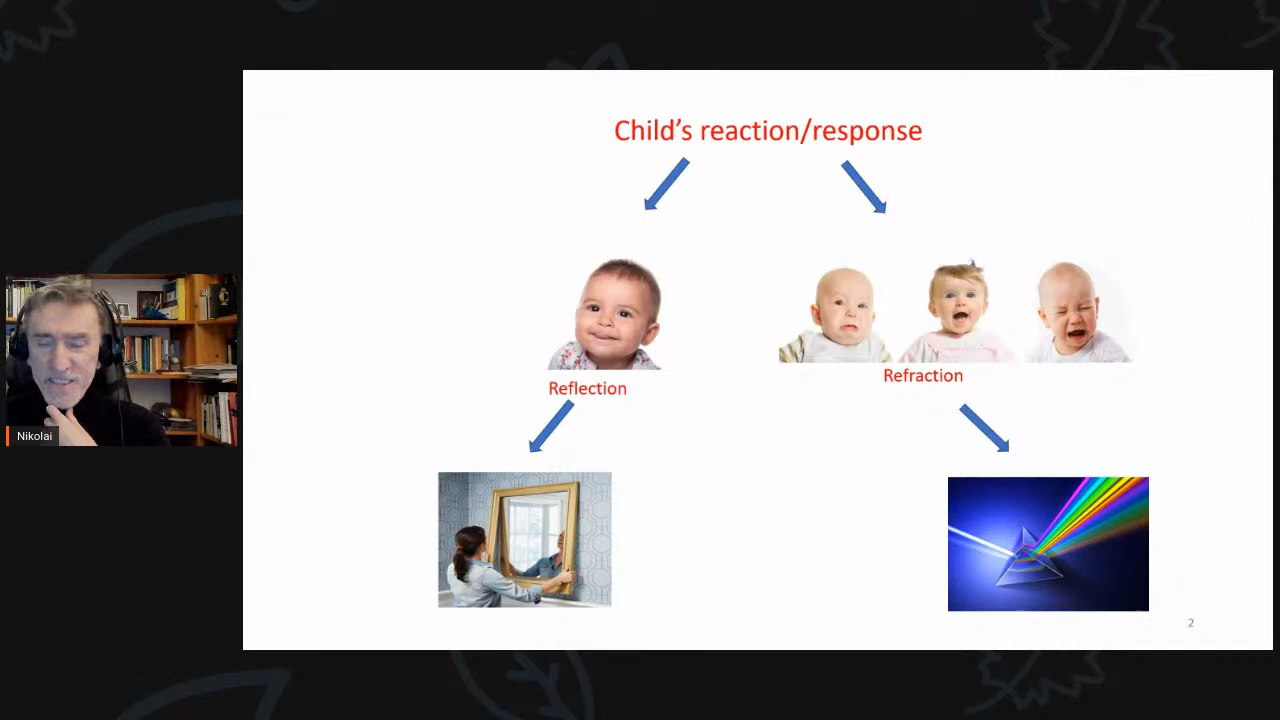 Child's reaction/response
Reflection
Refraction
Nikolai
2